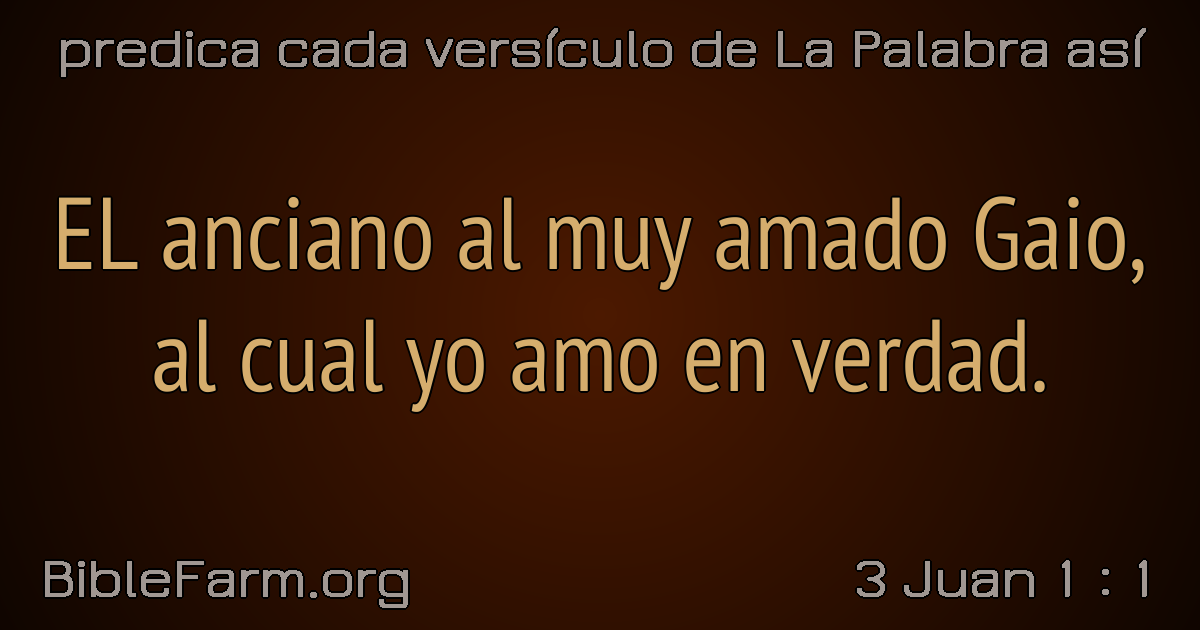 predica cada versículo de La Palabra así
EL anciano al muy amado Gaio,
al cual yo amo en verdad.
BibleFarm.org
3 Juan 1 : 1